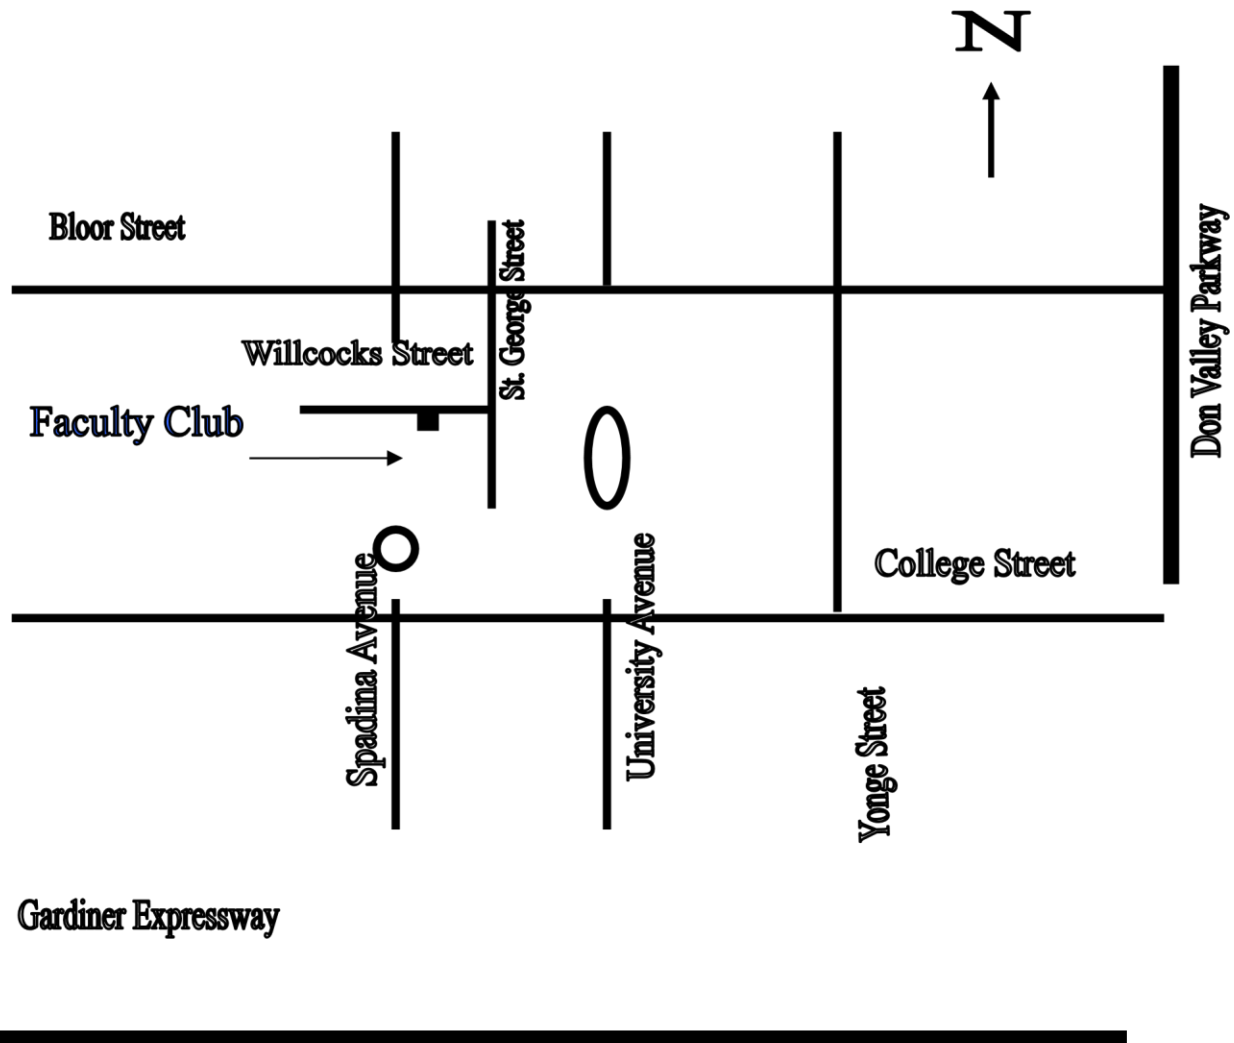 N
Bloor Street
St. George Street
Don Valley Parkway
Willcocks Street
Faculty Club
College Street
Spadina Avenue
University Avenue
Yonge Street
Gardiner Expressway